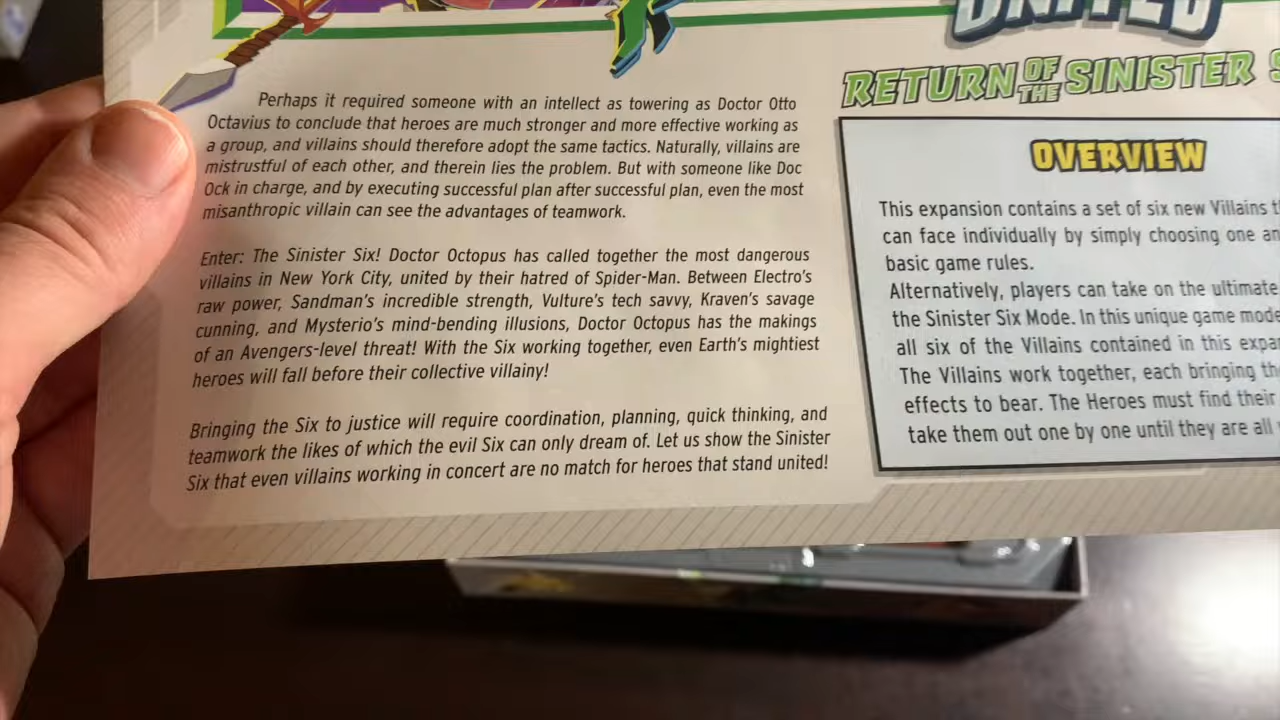 Perhaps it required someone with an intellect as towering as Doctor Otto
Octavius to conclude that heroes are much stronger and more effective working as
a group, and villains should therefore adopt the same tactics. Naturally, villains are
mistrustful of each other, and therein lies the problem. But with someone like Doc
Ock in charge, and by executing successful plan after successful plan, even the most
misanthropic villain can see the advantages of teamwork.
Enter: The Sinister Six! Doctor Octopus has called together the most dangerous
villains in New York City, united by their hatred of Spider-Man. Between Electro's
raw power, Sandman's incredible strength, Vulture's tech savvy, Kraven's savage
cunning, and Mysterio's mind-bending illusions, Doctor Octopus has the makings
of an Avengers-level threat! With the Six working together, even Earth's mightiest
heroes will fall before their collective villainy!
Bringing the Six to justice will require coordination, planning, quick thinking, and
teamwork the likes of which the evil Six can only dream of. Let us show the Sinister
Six that even villains working in concert are no match for heroes that stand united!
UNITED
RETURN OF THE SINISTER S
OVERVIEW
This expansion contains a set of six new Villains
can face individually by simply choosing one
basic game rules.
Alternatively, players can take on the ultimate
the Sinister Six Mode. In this unique game mode
all six of the Villains contained in this
The Villains work together, each bringing
effects to bear. The Heroes must find their
take them out one by one until they are all